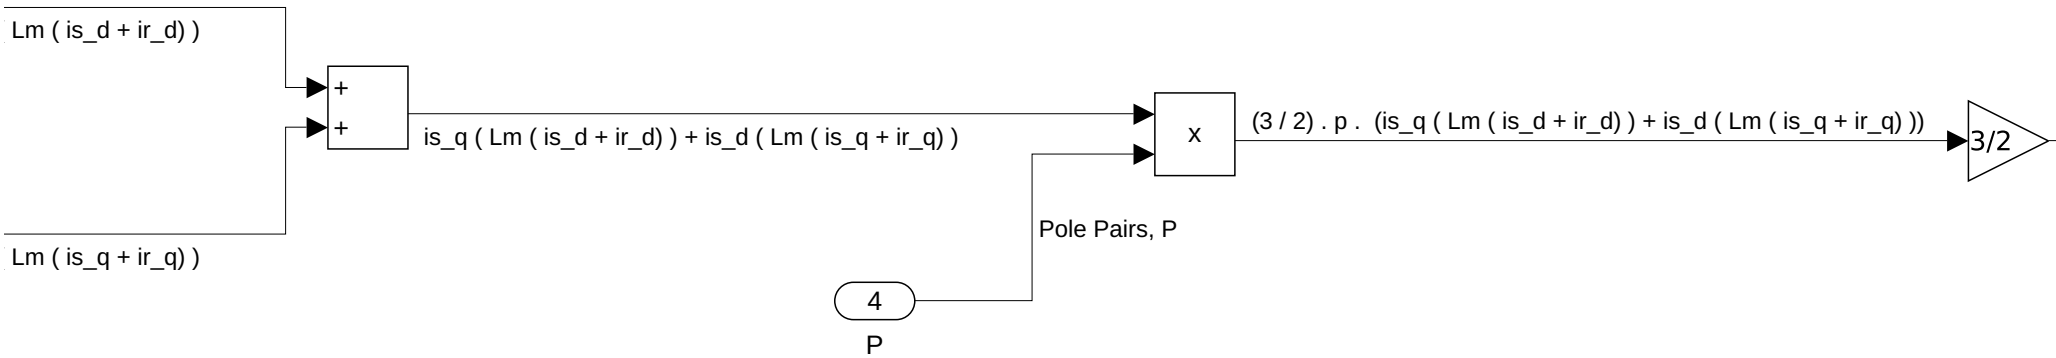 Lm ( is_d + ir_d) )
+
+
is_q ( Lm ( is_d + ir_d) ) + is_d ( Lm ( is_q + ir_q) )
Lm ( is_q + ir_q) )
4
P
Pole Pairs, P
x
(3 / 2) . p .  (is_q ( Lm ( is_d + ir_d) ) + is_d ( Lm ( is_q + ir_q) ))
3/2